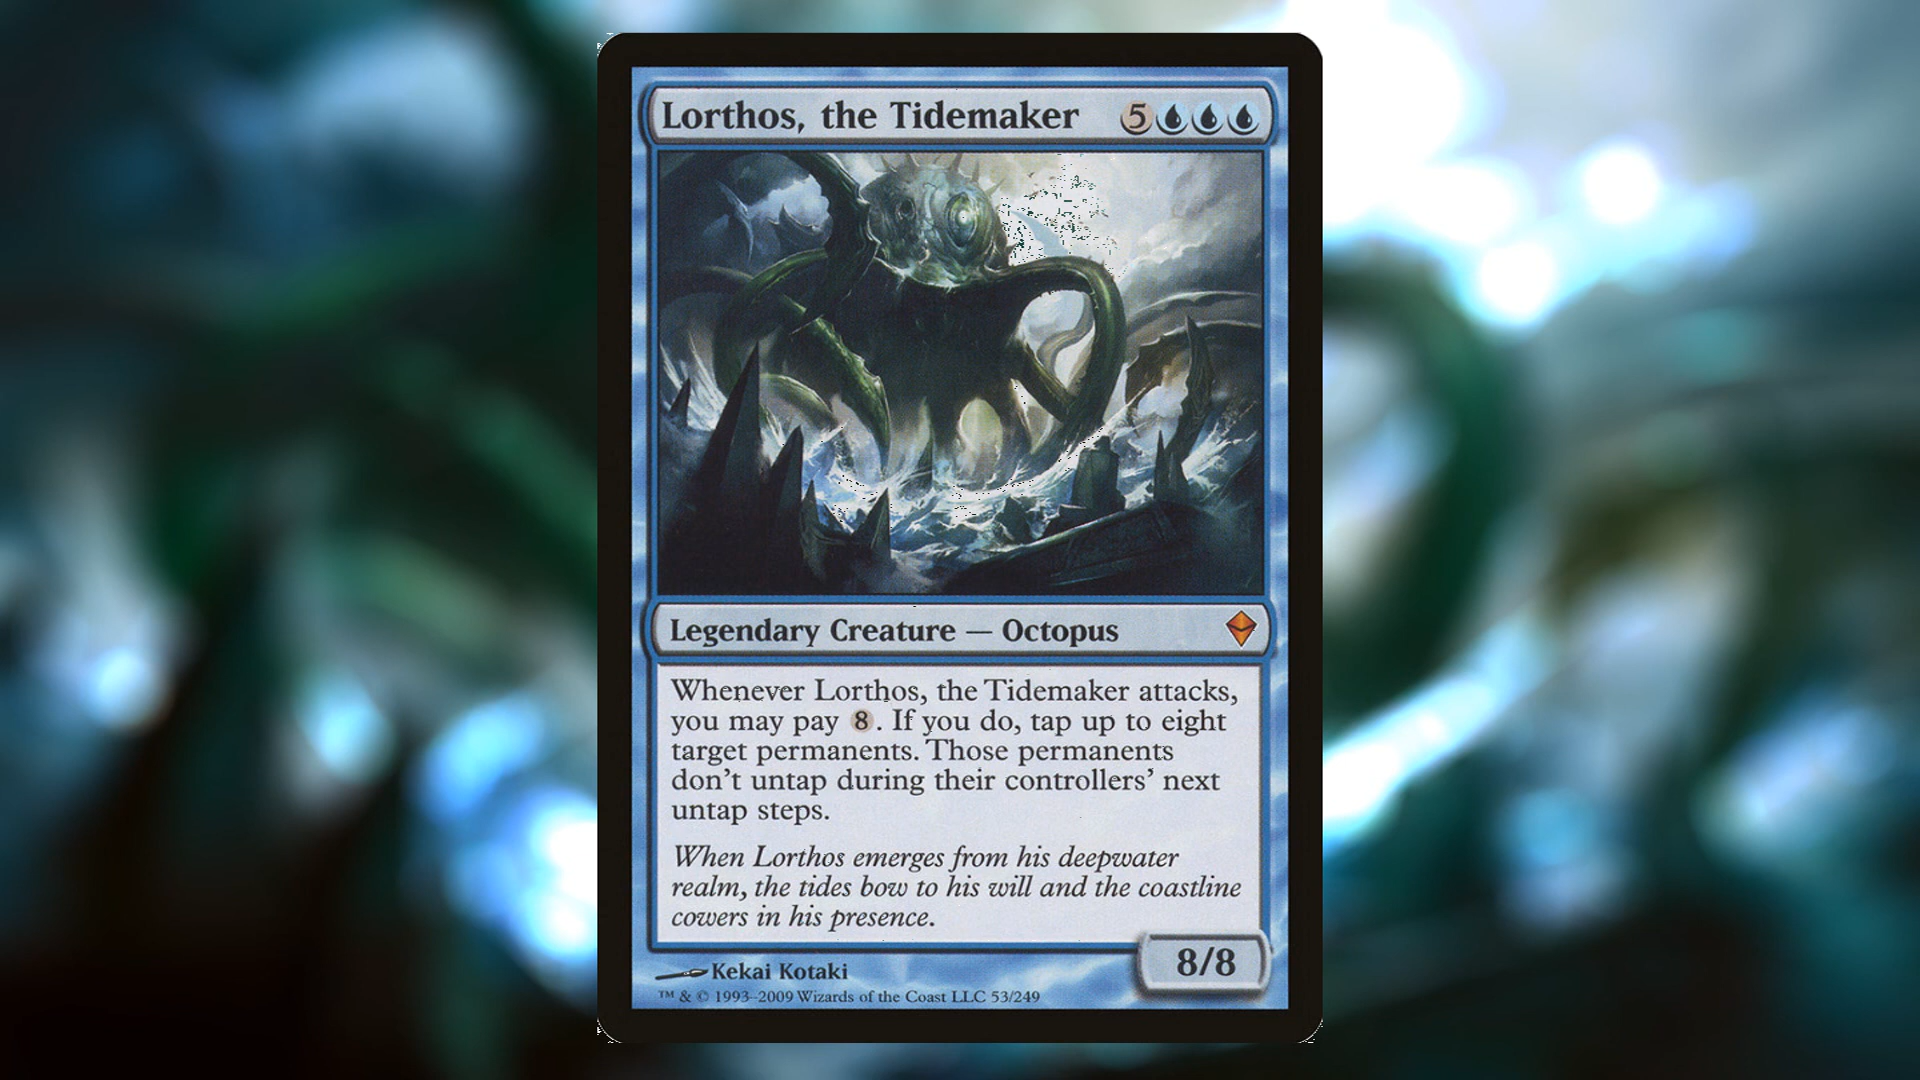 Lorthos, the Tidemaker 5
Legendary Creature — Octopus
Whenever Lorthos, the Tidemaker attacks,
you may pay 8. If you do, tap up to eight
target permanents. Those permanents
don't untap during their controllers' next
untap steps.
When Lorthos emerges from his deepwater
realm, the tides bow to his will and the coastline
cowers in his presence.
8/8
Kekai Kotaki
™ & © 1993–2009 Wizards of the Coast LLC 53/249